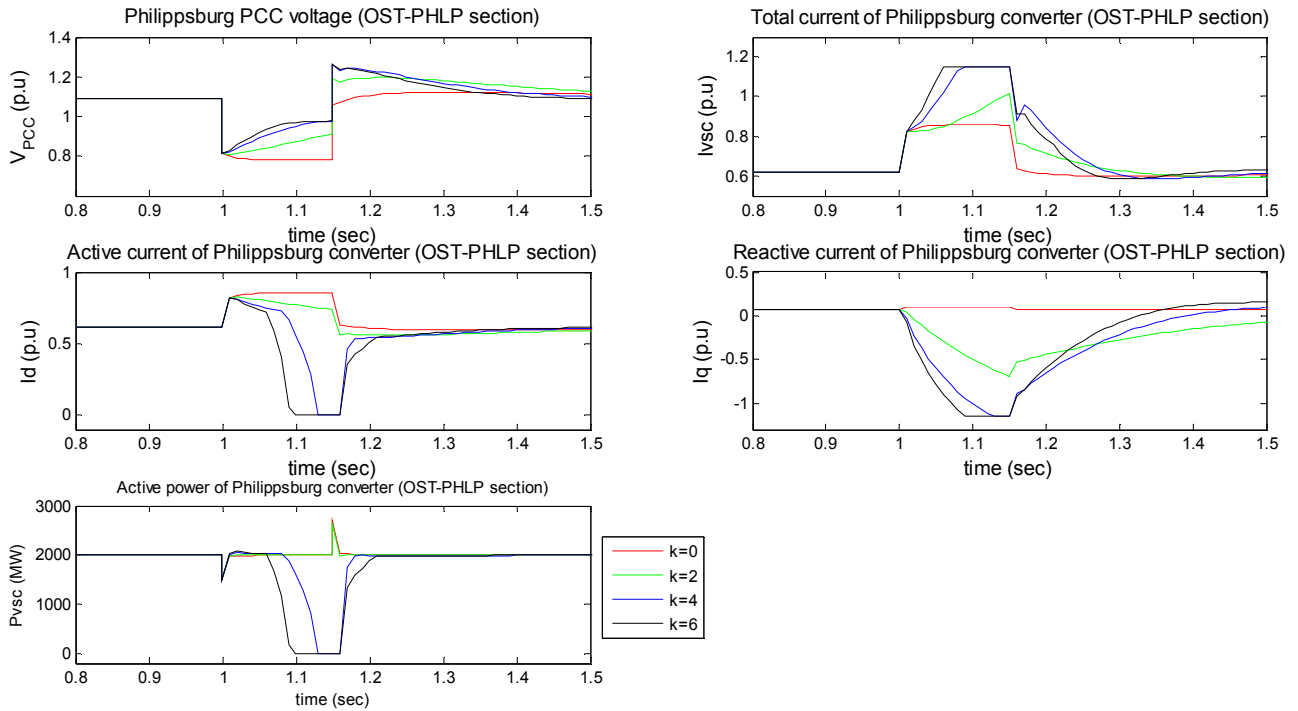 Philippsburg PCC voltage (OST-PHLP section)
1.4
1.2
1.0
0.8
V_PCC (p.u)
0.8 0.9 1 1.1 1.2 1.3 1.4 1.5
time (sec)
Total current of Philippsburg converter (OST-PHLP section)
1.2
1.0
0.8
0.6
Ivsc (p.u)
0.8 0.9 1 1.1 1.2 1.3 1.4 1.5
time (sec)
Active current of Philippsburg converter (OST-PHLP section)
1
0.5
0
Id (p.u)
0.8 0.9 1 1.1 1.2 1.3 1.4 1.5
time (sec)
Reactive current of Philippsburg converter (OST-PHLP section)
0.5
0
-0.5
-1
Iq (p.u)
0.8 0.9 1 1.1 1.2 1.3 1.4 1.5
time (sec)
Active power of Philippsburg converter (OST-PHLP section)
3000
2000
1000
0
Pvsc (MW)
0.8 0.9 1 1.1 1.2 1.3 1.4 1.5
time (sec)
k=0
k=2
k=4
k=6